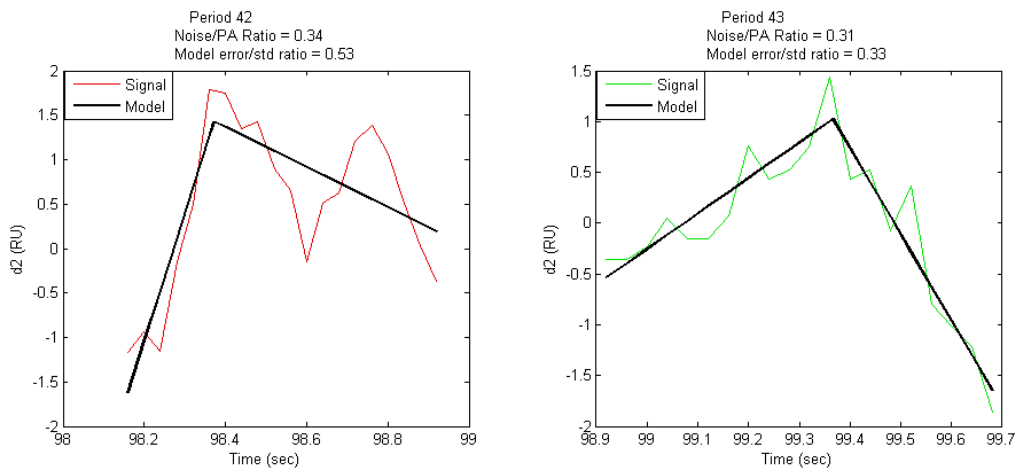 Period 42
Noise/PA Ratio = 0.34
Model error/std ratio = 0.53
2
1.5
1
0.5
0
-0.5
-1
-1.5
-2
d2 (RU)
Signal
Model
98
98.2
98.4
98.6
98.8
99
Time (sec)
Period 43
Noise/PA Ratio = 0.31
Model error/std ratio = 0.33
1.5
1
0.5
0
-0.5
-1
-1.5
-2
d2 (RU)
Signal
Model
98.9
99
99.1
99.2
99.3
99.4
99.5
99.6
99.7
Time (sec)